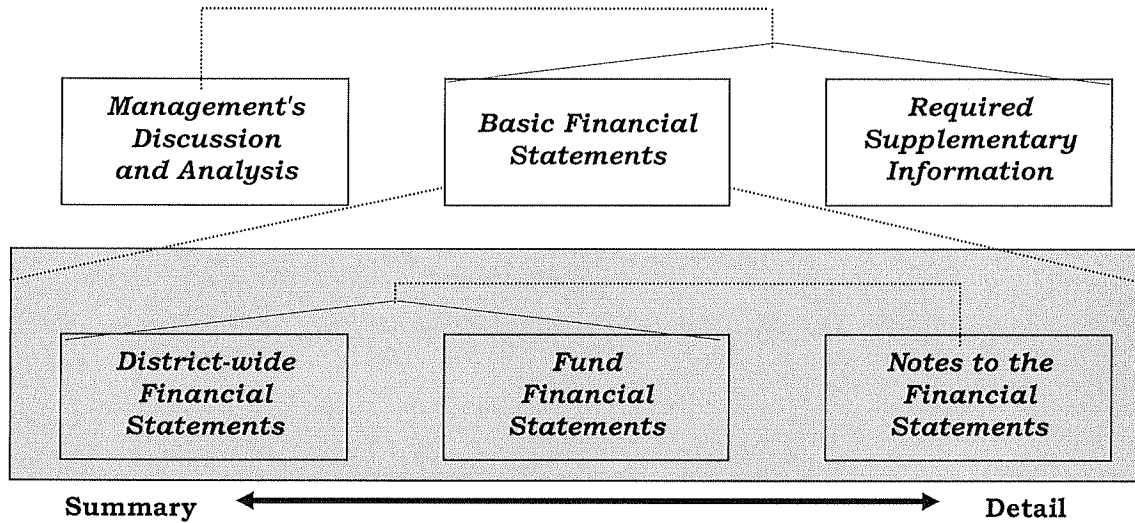 Management's
Discussion
and Analysis
Basic Financial
Statements
Required
Supplementary
Information
District-wide
Financial
Statements
Fund
Financial
Statements
Notes to the
Financial
Statements
Summary
Detail